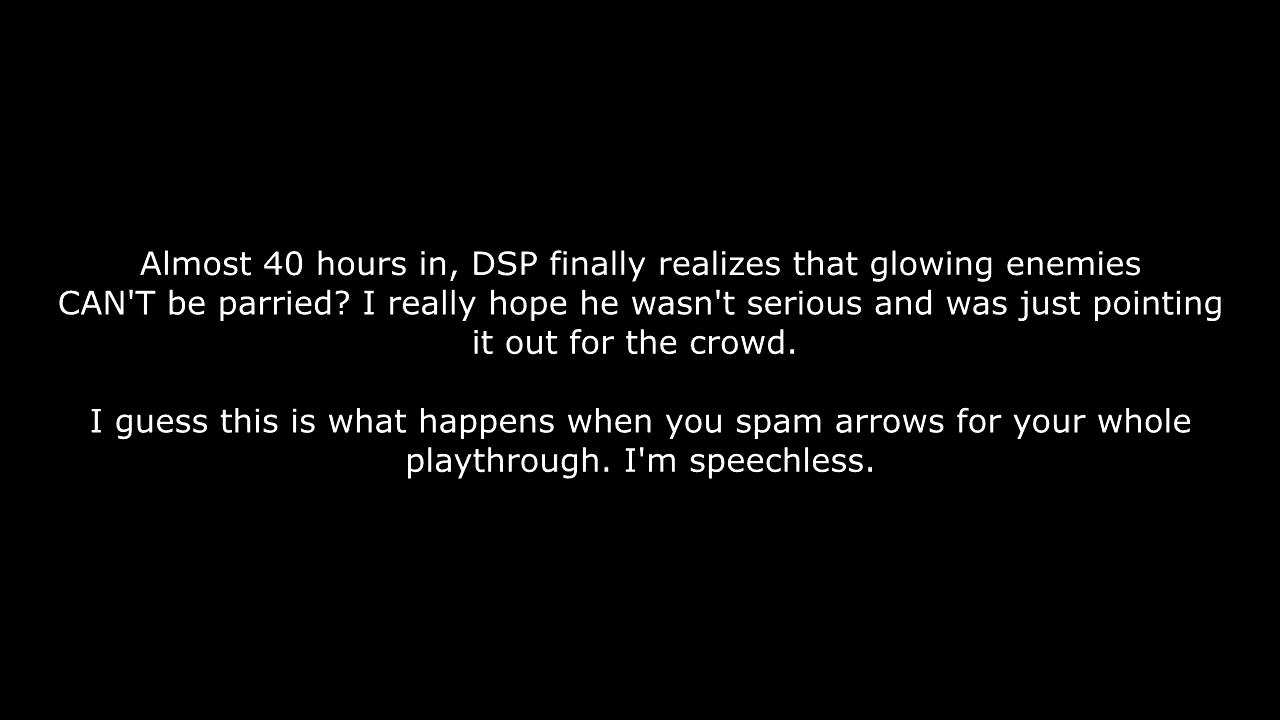 Almost 40 hours in, DSP finally realizes that glowing enemies
CAN'T be parried? I really hope he wasn't serious and was just pointing
it out for the crowd.
I guess this is what happens when you spam arrows for your whole
playthrough. I'm speechless.